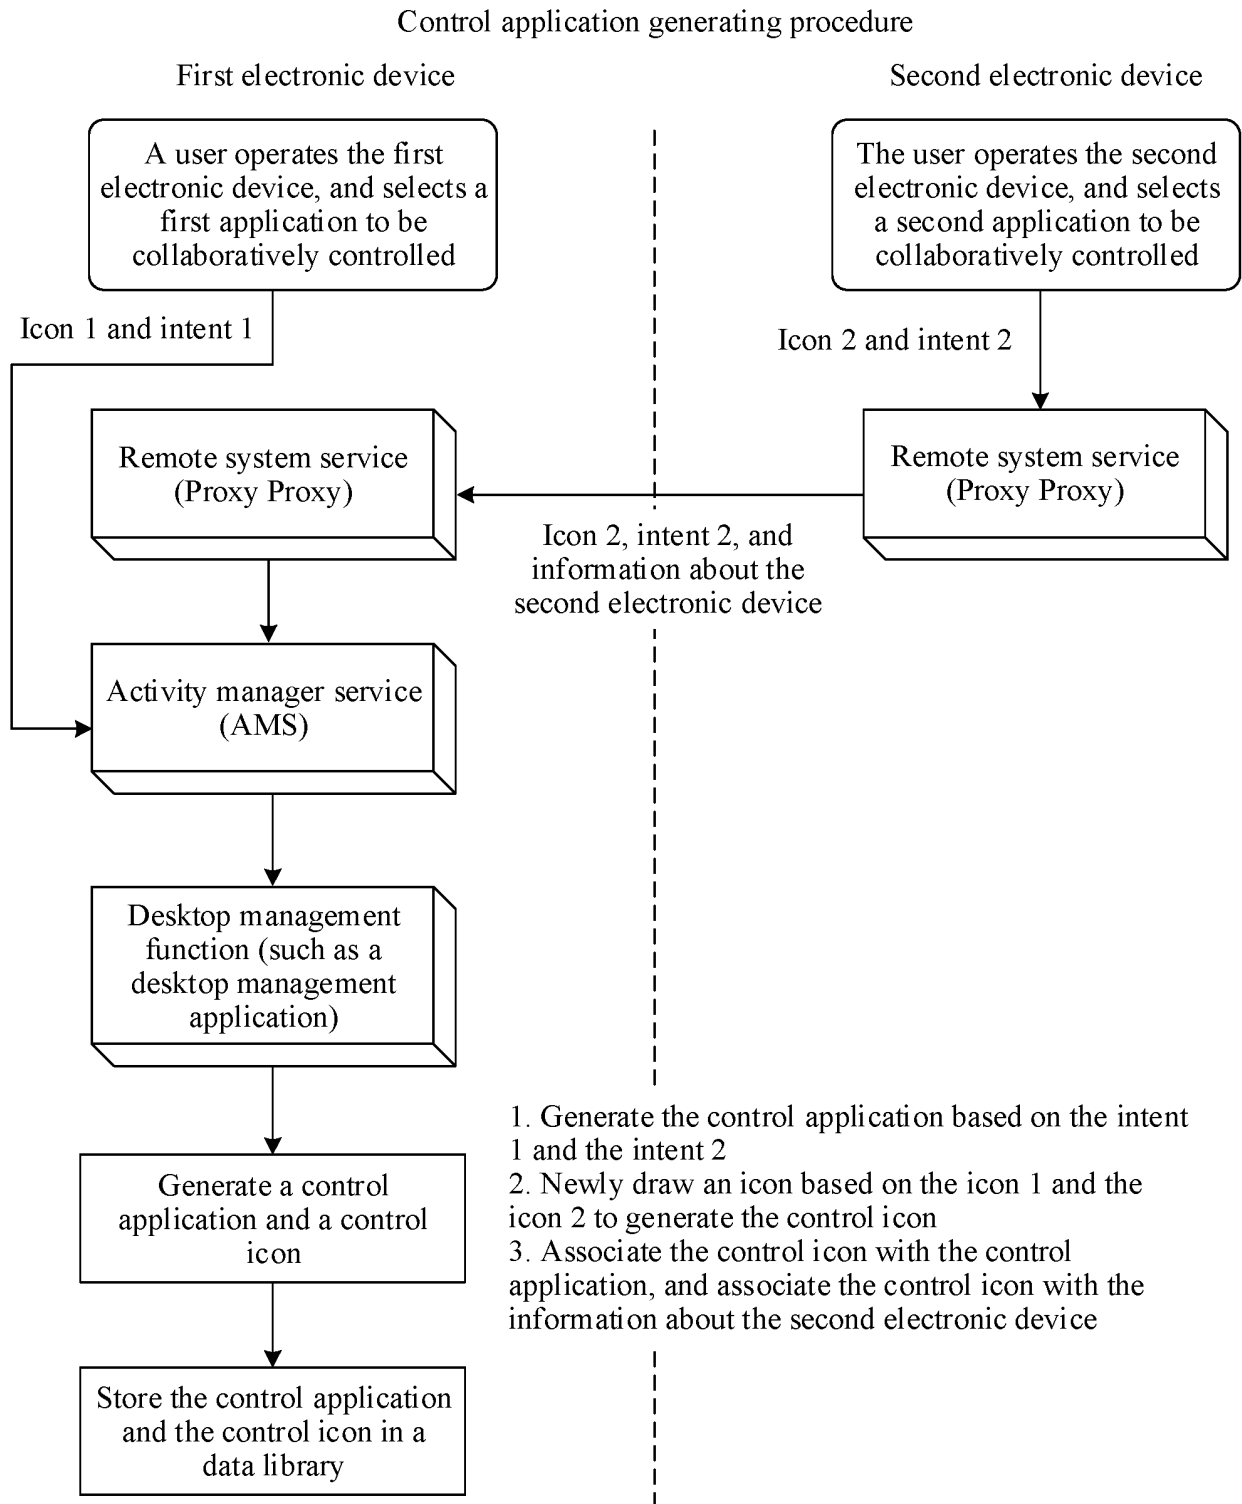 Control application generating procedure
First electronic device
Second electronic device
A user operates the first
electronic device, and selects a
first application to be
collaboratively controlled
The user operates the second
electronic device, and selects
a second application to be
collaboratively controlled
Icon 1 and intent 1
Icon 2 and intent 2
Remote system service
(Proxy Proxy)
Remote system service
(Proxy Proxy)
Icon 2, intent 2, and
information about the
second electronic device
Activity manager service
(AMS)
Desktop management
function (such as a
desktop management
application)
Generate a control
application and a control
icon
1. Generate the control application based on the intent
1 and the intent 2
2. Newly draw an icon based on the icon 1 and the
icon 2 to generate the control icon
3. Associate the control icon with the control
application, and associate the control icon with the
information about the second electronic device
Store the control application
and the control icon in a
data library